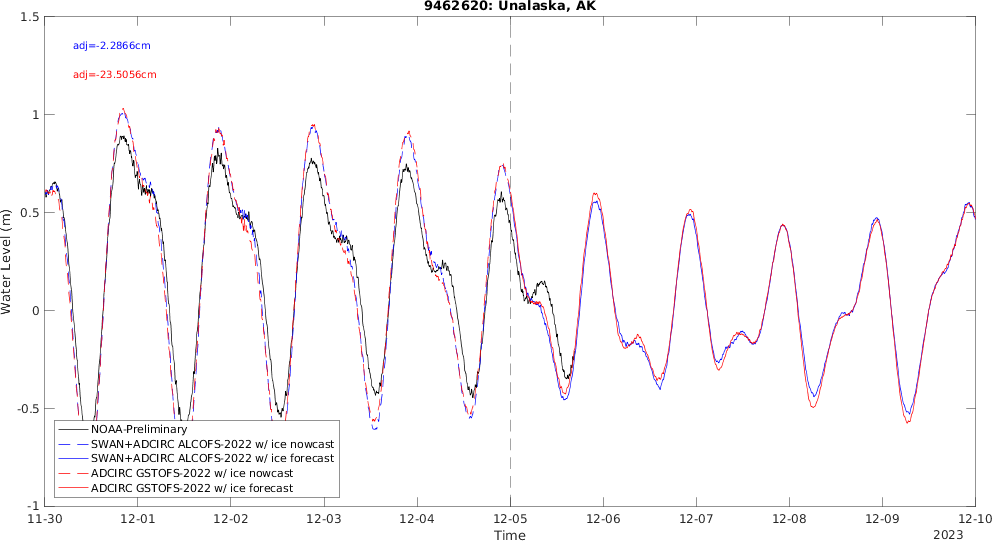 9462620: Unalaska, AK
adj=-2.2866cm
adj=-23.5056cm
Water Level (m)
1.5
1
0.5
0
-0.5
-1
NOAA-Preliminary
SWAN+ADCIRC ALCOFS-2022 w/ ice nowcast
SWAN+ADCIRC ALCOFS-2022 w/ ice forecast
ADCIRC GSTOFS-2022 w/ ice nowcast
ADCIRC GSTOFS-2022 w/ ice forecast
11-30 12-01 12-02 12-03 12-04 12-05 12-06 12-07 12-08 12-09 12-10
Time
2023